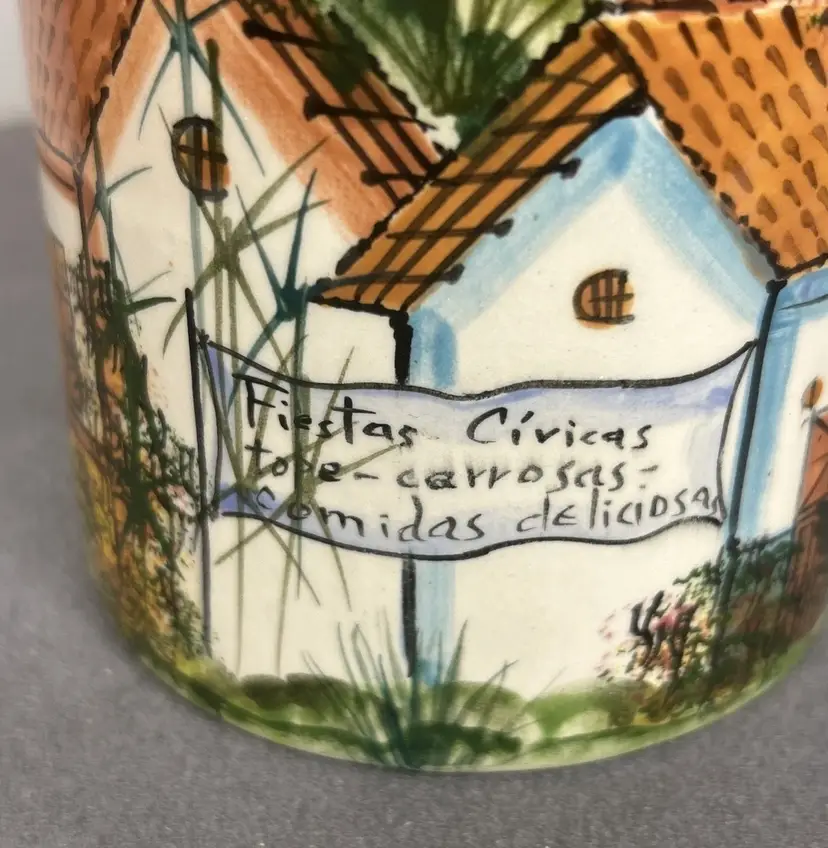 Fiestas Cívicas
tope-carrosas-
Comidas deliciosas